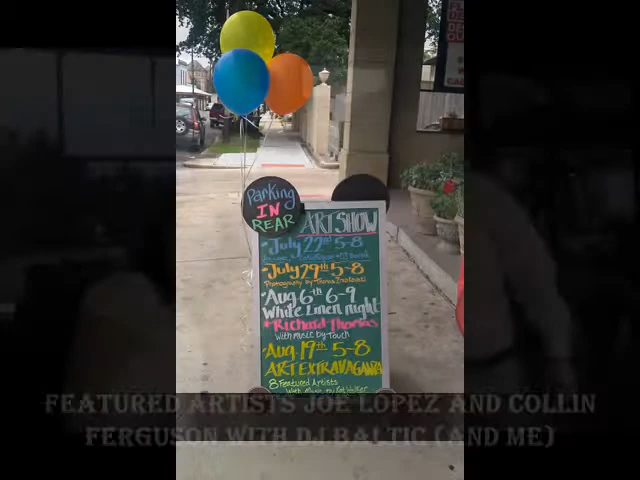 Parking
IN
REAR
ART SHOW
July 22nd 5-8
July 29th 5-8
Aug 6th 6-9
White Linen Night
Richard Thomas
With music by Touch
Aug. 19th 5-8
ART EXTRAVAGANZA
8 Featured Artists
FEATURED ARTISTS JOE LOPEZ AND COLLIN
FERGUSON WITH DJ BALTIC (AND ME)